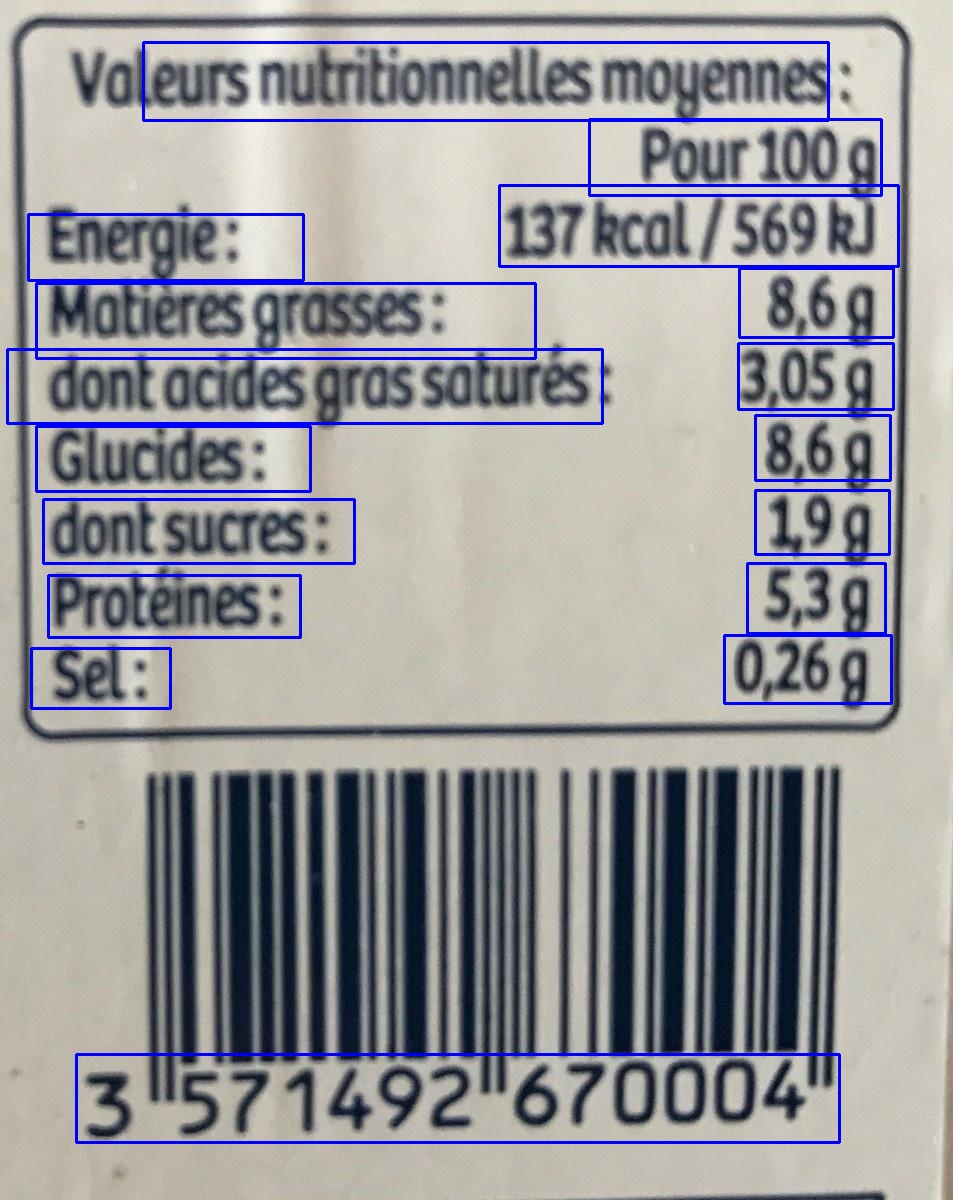 Valeurs nutritionnelles moyennes :
Pour 100 g
Energie : 137 kcal / 569 kJ
Matières grasses : 8,6 g
dont acides gras saturés : 3,05 g
Glucides : 8,6 g
dont sucres : 1,9 g
Protéines : 5,3 g
Sel : 0,26 g
3 571492 670004